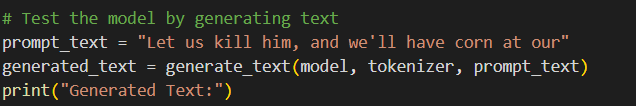 # Test the model by generating text
prompt_text = "Let us kill him, and we'll have corn at our"
generated_text = generate_text(model, tokenizer, prompt_text)
print("Generated Text:")